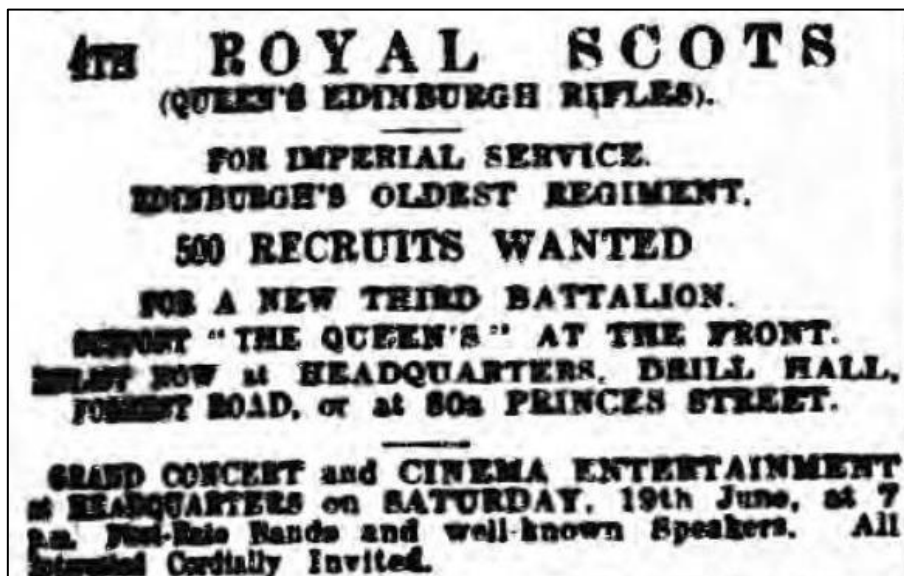 4TH ROYAL SCOTS
(QUEEN'S EDINBURGH RIFLES).
FOR IMPERIAL SERVICE.
EDINBURGH'S OLDEST REGIMENT.
500 RECRUITS WANTED
FOR A NEW THIRD BATTALION.
SUPPORT "THE QUEEN'S" AT THE FRONT.
ENLIST NOW at HEADQUARTERS, DRILL HALL,
FORREST ROAD, or at 80a PRINCES STREET.
GRAND CONCERT and CINEMA ENTERTAINMENT
at HEADQUARTERS on SATURDAY, 19th June, at 7
p.m. First-Rate Bands and well-known Speakers. All
Interested Cordially Invited.